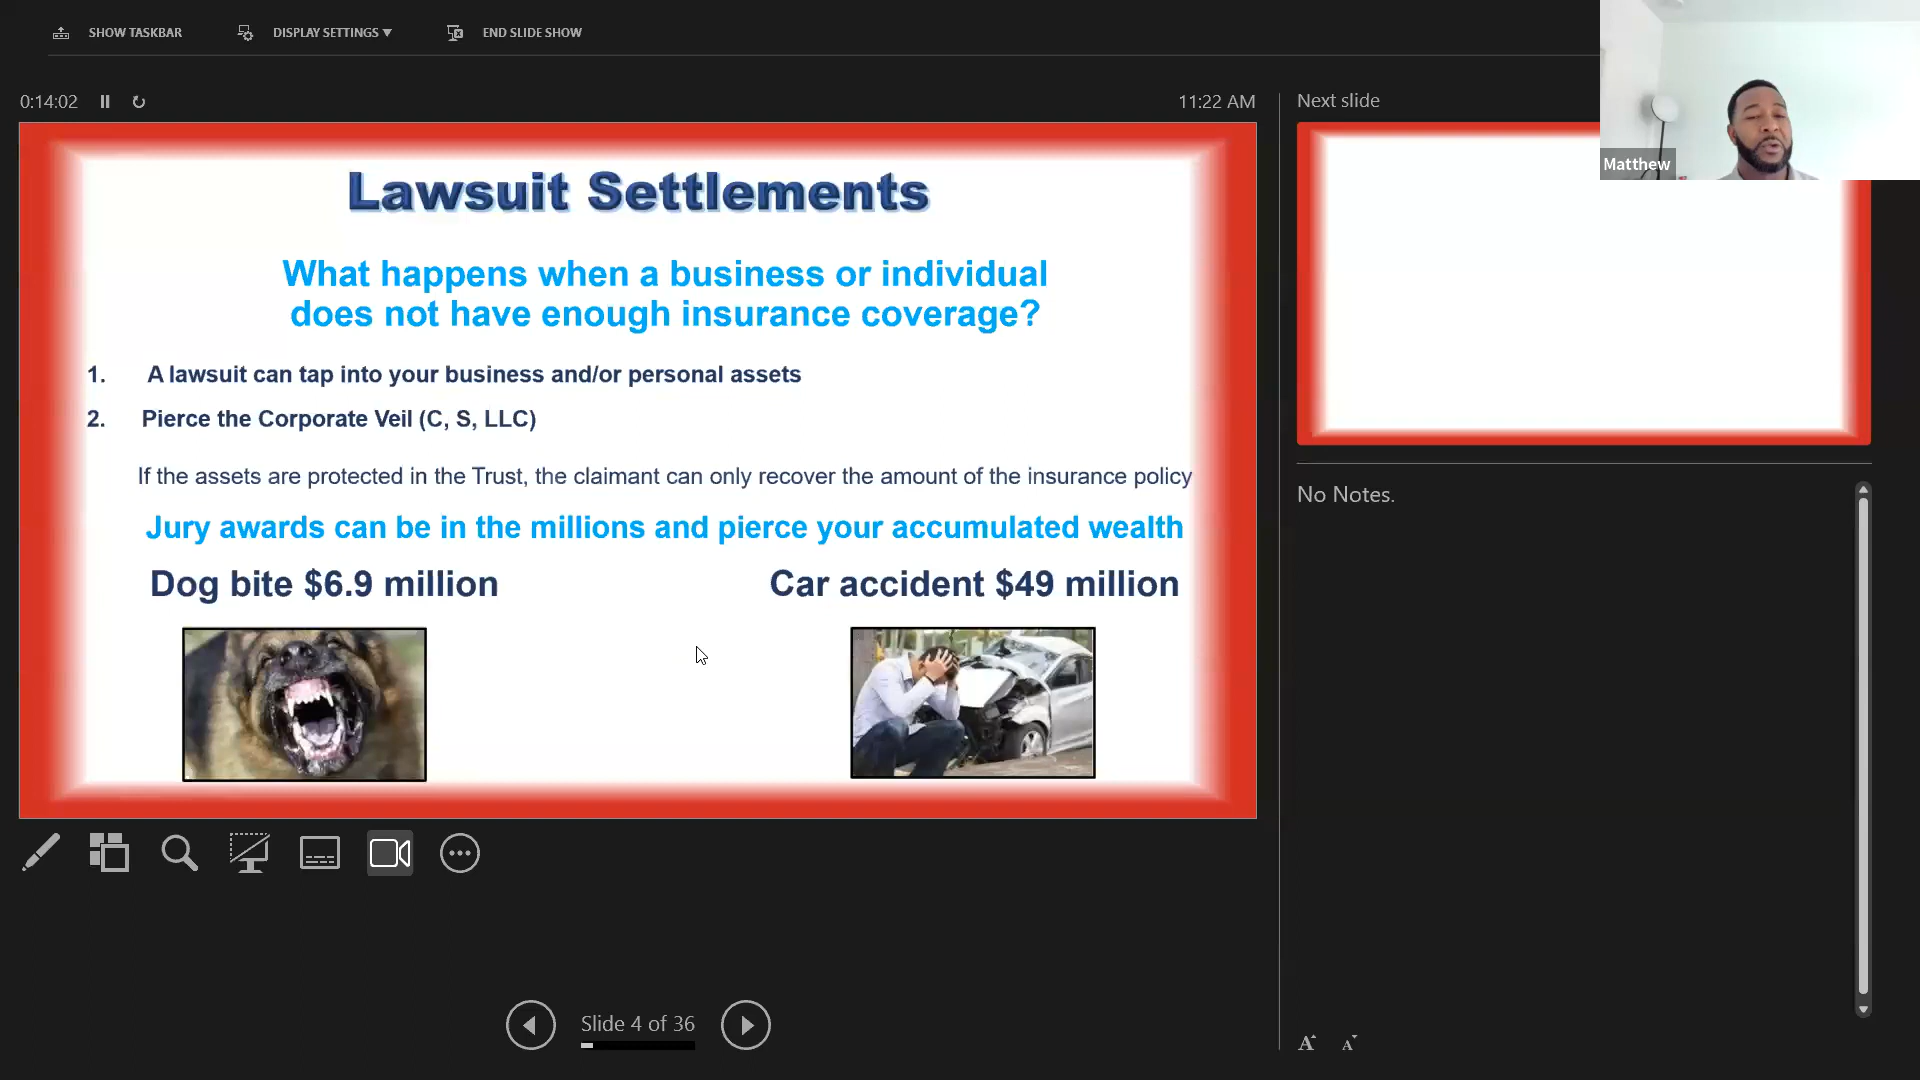 SHOW TASKBAR
DISPLAY SETTINGS ▼
END SLIDE SHOW
0:14:02
11:22 AM
Next slide
Matthew
Lawsuit Settlements
What happens when a business or individual
does not have enough insurance coverage?
1. A lawsuit can tap into your business and/or personal assets
2. Pierce the Corporate Veil (C, S, LLC)
If the assets are protected in the Trust, the claimant can only recover the amount of the insurance policy
Jury awards can be in the millions and pierce your accumulated wealth
Dog bite $6.9 million
Car accident $49 million
No Notes.
Slide 4 of 36
A
A